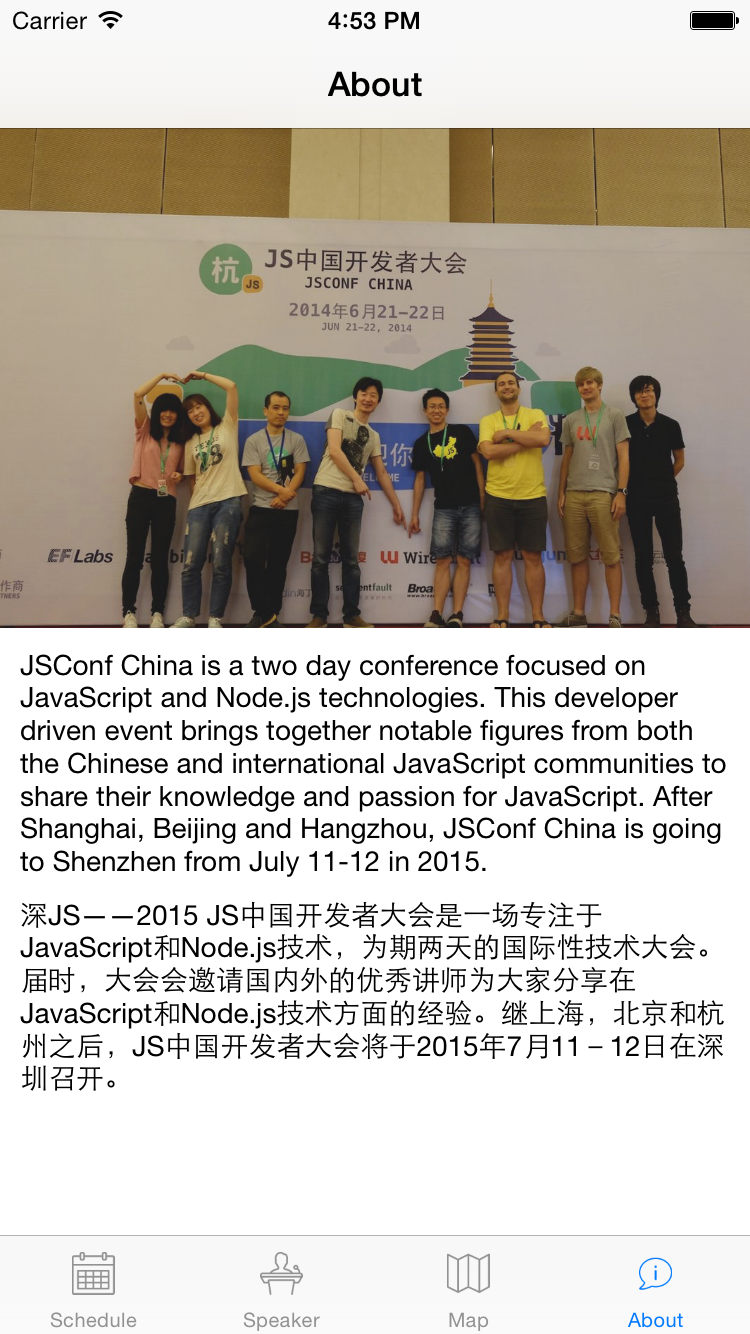 Carrier
4:53 PM
About
杭
JS
JS中国开发者大会
JSCONF CHINA
2014年6月21-22日
JUN 21-22, 2014
迎你
EF Labs
作商
JSConf China is a two day conference focused on
JavaScript and Node.js technologies. This developer
driven event brings together notable figures from both
the Chinese and international JavaScript communities to
share their knowledge and passion for JavaScript. After
Shanghai, Beijing and Hangzhou, JSConf China is going
to Shenzhen from July 11-12 in 2015.
深JS——2015 JS中国开发者大会是一场专注于
JavaScript和Node.js技术，为期两天的国际性技术大会。
届时，大会会邀请国内外的优秀讲师为大家分享在
JavaScript和Node.js技术方面的经验。继上海，北京和杭
州之后，JS中国开发者大会将于2015年7月11－12日在深
圳召开。
Schedule
Speaker
Map
About